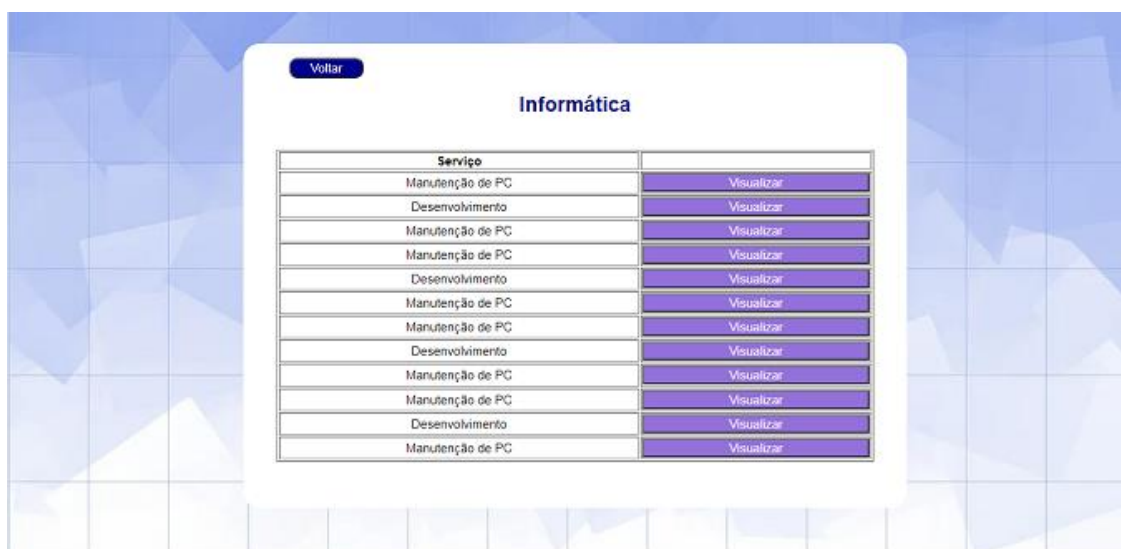 Voltar
Informática
Serviço
Manutenção de PC Visualizar
Desenvolvimento Visualizar
Manutenção de PC Visualizar
Manutenção de PC Visualizar
Desenvolvimento Visualizar
Manutenção de PC Visualizar
Manutenção de PC Visualizar
Desenvolvimento Visualizar
Manutenção de PC Visualizar
Manutenção de PC Visualizar
Desenvolvimento Visualizar
Manutenção de PC Visualizar